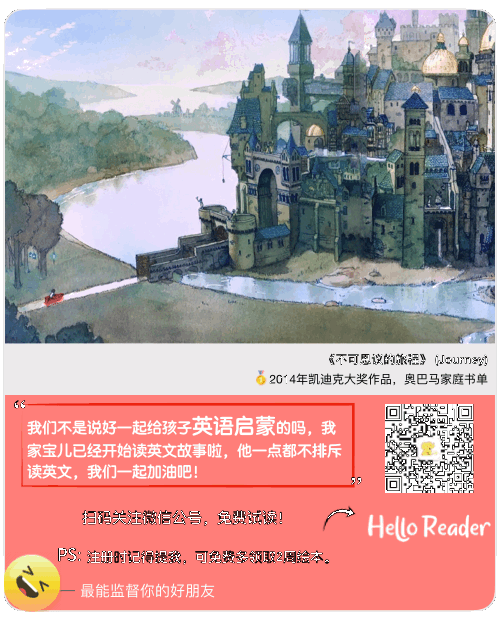 《不可思议的旅程》 (Journey)
🏅2014年凯迪克大奖作品，奥巴马家庭书单
“
我们不是说好一起给孩子英语启蒙的吗，我
家宝儿已经开始读英文故事啦，他一点都不排斥
读英文，我们一起加油吧！
”
扫码关注微信公号，免费试读！
Hello Reader
PS: 注册时记得提我，可免费多领取2周绘本。
— 最能监督你的好朋友